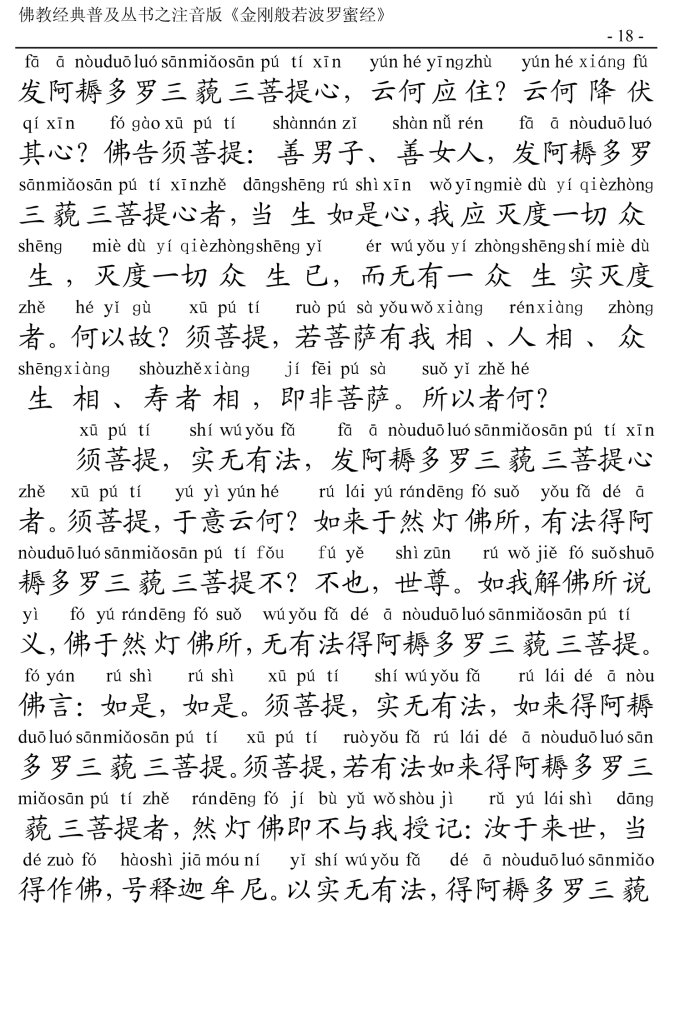 佛教经典普及丛书之注音版《金刚般若波罗蜜经》
- 18 -
fā ā nòuduōluósānmiǎosān pú tí xīn yún hé yīngzhù yún hé xiáng fú
发阿耨多罗三藐三菩提心，云何应住？云何降伏
qí xīn fó gào xū pú tí shànnán zǐ shàn nǚ rén fā ā nòuduōluó
其心？佛告须菩提：善男子、善女人，发阿耨多罗
sānmiǎosān pú tí xīnzhě dāngshēng rú shì xīn wǒ yīngmiè dù yí qièzhòng
三藐三菩提心者，当生如是心，我应灭度一切众
shēng miè dù yí qièzhòngshēng yǐ ér wú yǒu yí zhòngshēngshí miè dù
生，灭度一切众生已，而无有一众生实灭度
zhě hé yǐ gù xū pú tí ruò pú sà yǒuwǒ xiàng rénxiàng zhòng
者。何以故？须菩提，若菩萨有我相、人相、众
shēngxiàng shòuzhěxiàng jí fēi pú sà suǒ yǐ zhě hé
生相、寿者相，即非菩萨。所以者何？
xū pú tí shí wú yǒu fǎ fā ā nòuduōluó sānmiǎosān pú tí xīn
须菩提，实无有法，发阿耨多罗三藐三菩提心
zhě xū pú tí yú yì yún hé rú lái yú rándēng fó suǒ yǒu fǎ dé ā
者。须菩提，于意云何？如来于然灯佛所，有法得阿
nòuduōluó sānmiǎosān pú tí fǒu fú yě shì zūn rú wǒ jiě fó suǒshuō
耨多罗三藐三菩提不？不也，世尊。如我解佛所说
yì fó yú rándēng fó suǒ wú yǒu fǎ dé ā nòuduōluó sānmiǎosān pú tí
义，佛于然灯佛所，无有法得阿耨多罗三藐三菩提。
fó yán rú shì rú shì xū pú tí shí wú yǒu fǎ rú lái dé ā nòu
佛言：如是，如是。须菩提，实无有法，如来得阿耨
duōluó sānmiǎosān pú tí xū pú tí ruòyǒu fǎ rú lái dé ā nòuduōluó sān
多罗三藐三菩提。须菩提，若有法如来得阿耨多罗三
miǎosān pú tí zhě rándēng fó jí bù yǔ wǒ shòu jì rǔ yú lái shì dāng
藐三菩提者，然灯佛即不与我授记：汝于来世，当
dé zuò fó hàoshì jiā móu ní yǐ shí wú yǒu fǎ dé ā nòuduōluó sānmiǎo
得作佛，号释迦牟尼。以实无有法，得阿耨多罗三藐